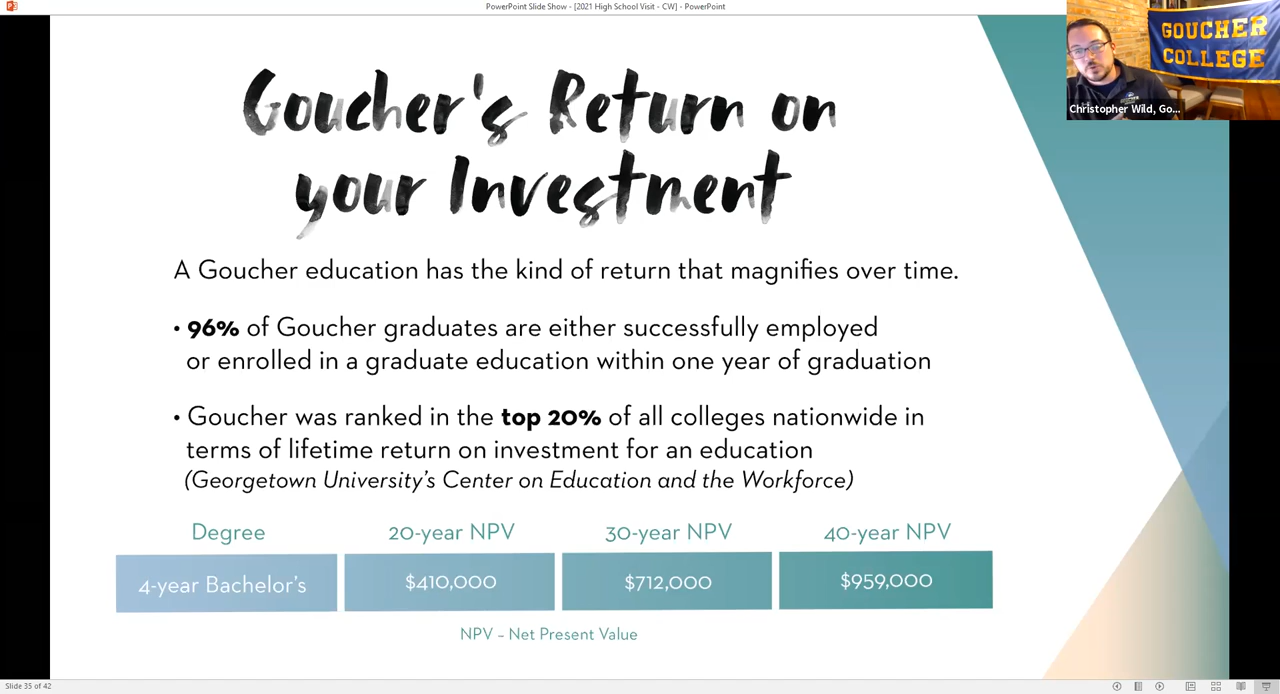 PowerPoint Slide Show - [2021 High School Visit - CW] - PowerPoint
GOUCHER
COLLEGE
Christopher Wild, Go...
Goucher's Return on
your Investment
A Goucher education has the kind of return that magnifies over time.
• 96% of Goucher graduates are either successfully employed
or enrolled in a graduate education within one year of graduation
• Goucher was ranked in the top 20% of all colleges nationwide in
terms of lifetime return on investment for an education
(Georgetown University's Center on Education and the Workforce)
Degree 20-year NPV 30-year NPV 40-year NPV
4-year Bachelor's $410,000 $712,000 $959,000
NPV – Net Present Value
Slide 35 of 42